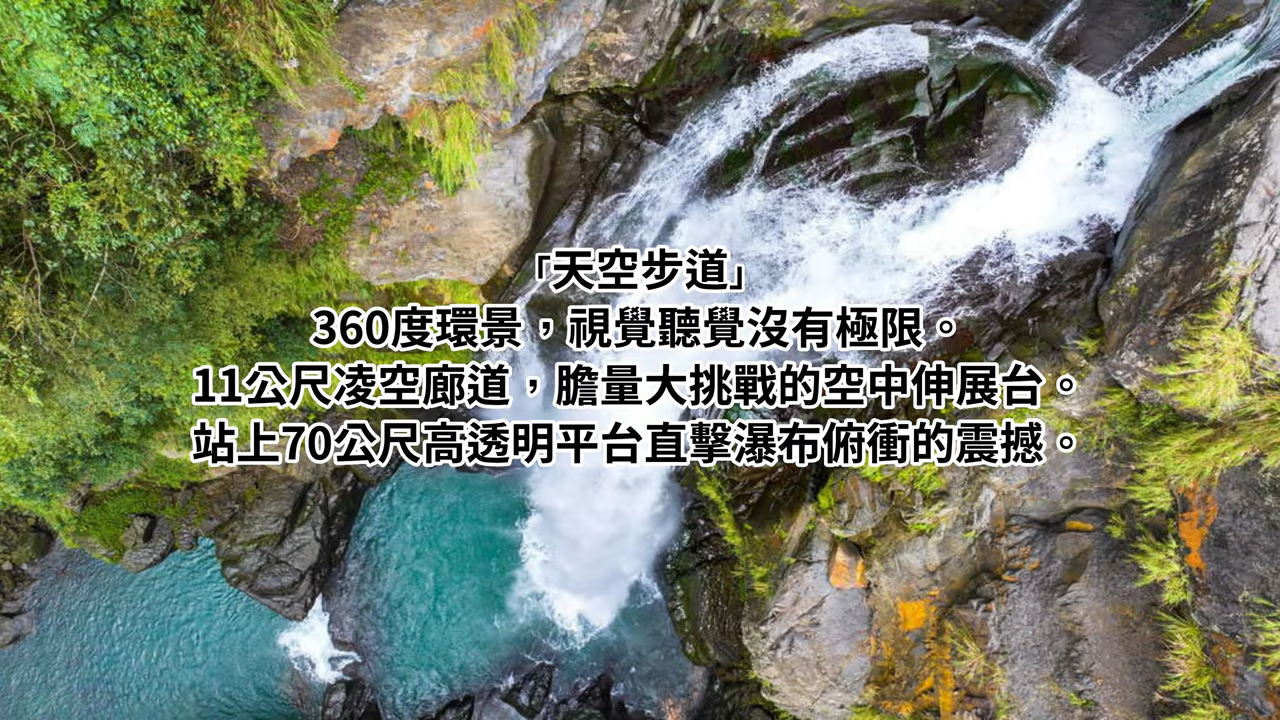 「天空步道」
360度環景，視覺聽覺沒有極限。
11公尺凌空廊道，膽量大挑戰的空中伸展台。
站上70公尺高透明平台直擊瀑布俯衝的震撼。